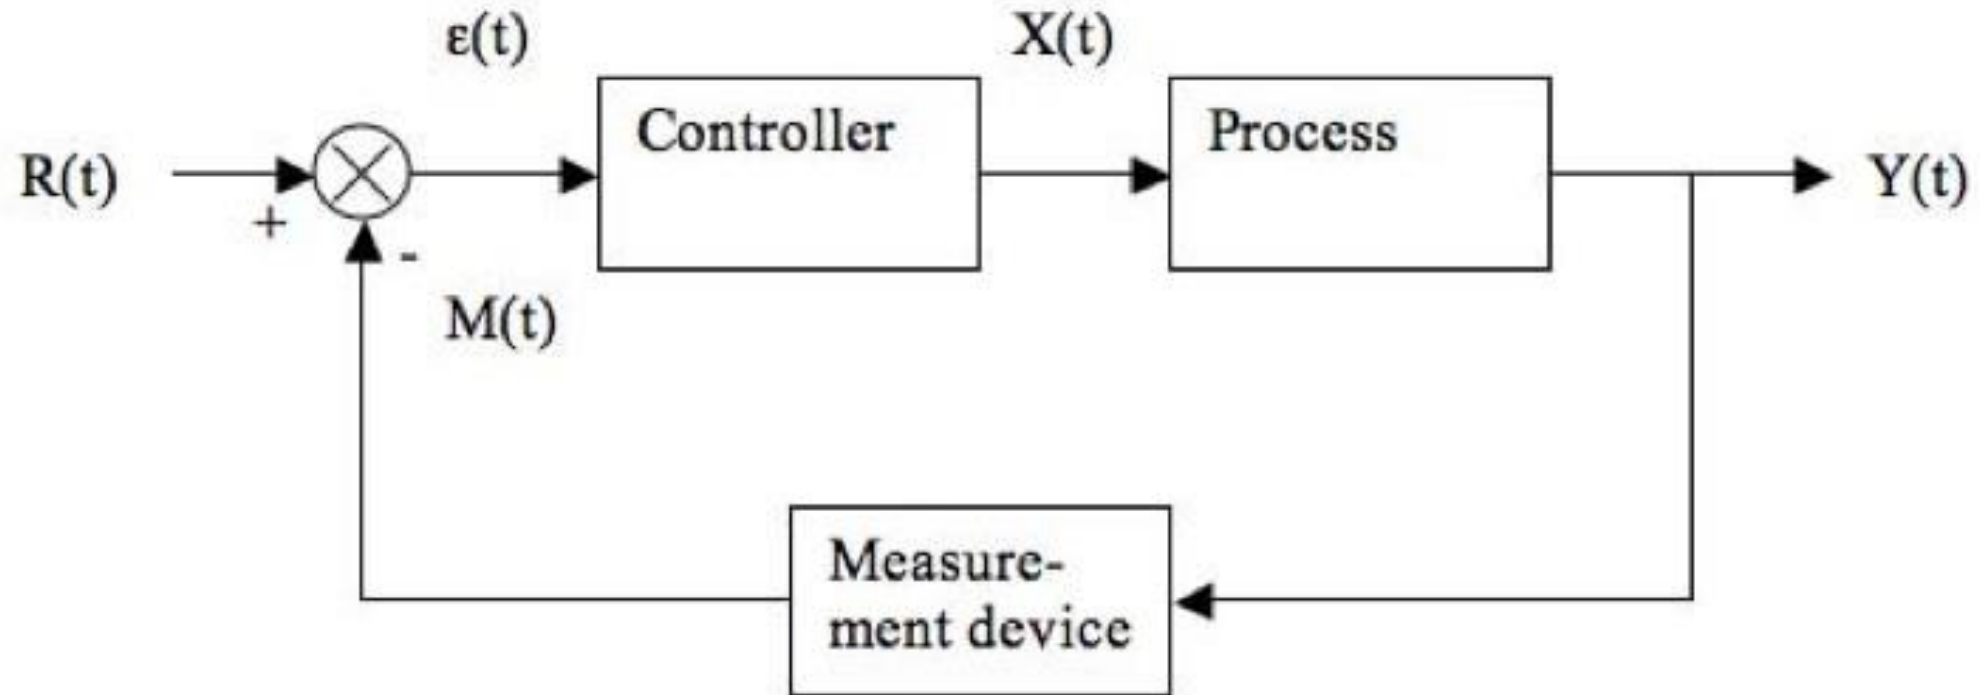 ε(t)
X(t)
Controller
Process
R(t)
Y(t)
+
-
M(t)
Measure-
ment device